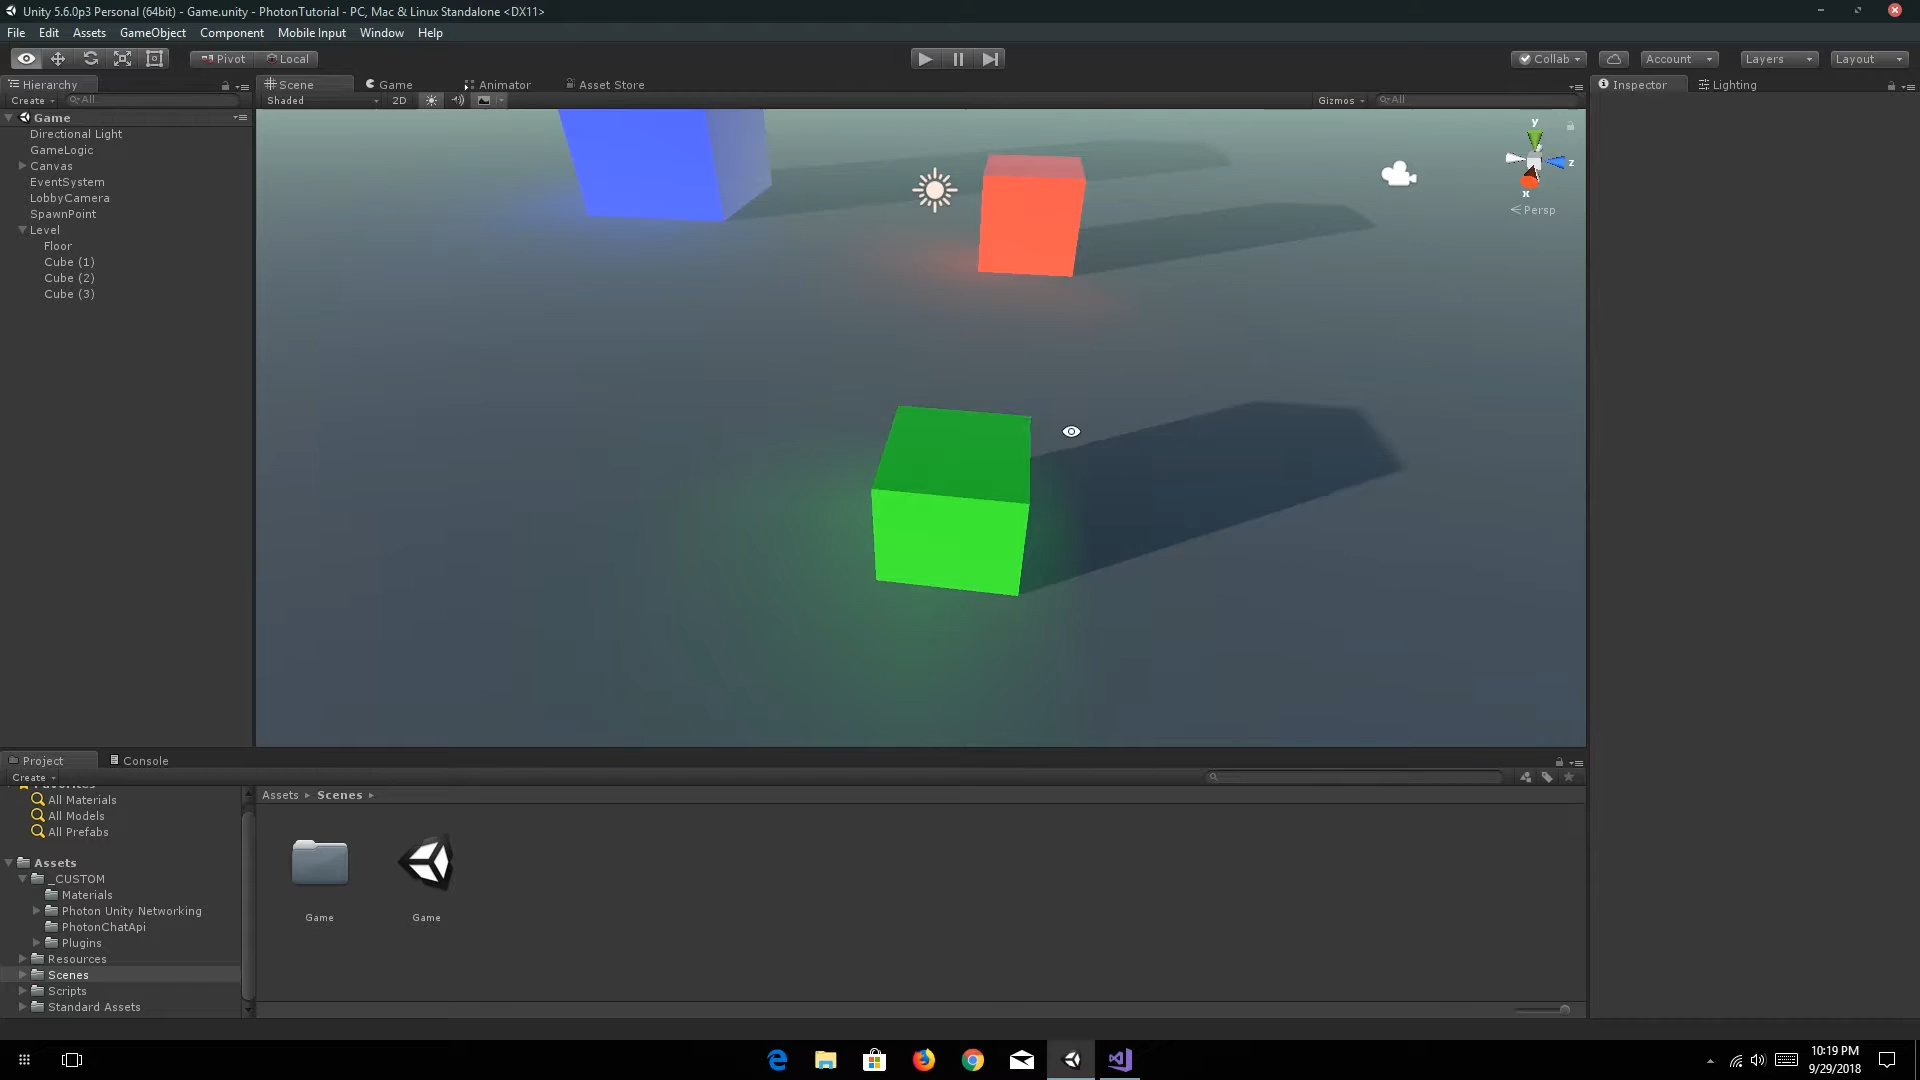 Unity 5.6.0p3 Personal (64bit) - Game.unity - PhotonTutorial - PC, Mac & Linux Standalone <DX11>
File Edit Assets GameObject Component Mobile Input Window Help
Pivot Local Collab Account Layers Layout
Hierarchy Scene Game Animator Asset Store Inspector Lighting
Create All Shaded 2D Gizmos All
Game
Directional Light
GameLogic
Canvas
EventSystem
LobbyCamera
SpawnPoint
Level
Floor
Cube (1)
Cube (2)
Cube (3)
y
z
x
Persp
Project Console
Create
Favorites
All Materials
All Models
All Prefabs
Assets
_CUSTOM
Materials
Photon Unity Networking
PhotonChatApi
Plugins
Resources
Scenes
Scripts
Standard Assets
Assets Scenes
Game Game
10:19 PM
9/29/2018